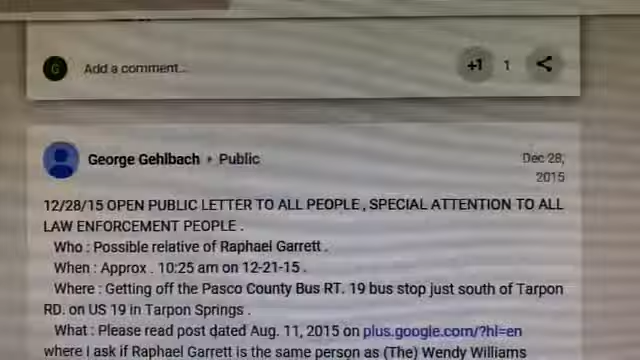 G Add a comment...
+1 1
George Gehlbach ▸ Public
Dec 28,
2015
12/28/15 OPEN PUBLIC LETTER TO ALL PEOPLE , SPECIAL ATTENTION TO ALL
LAW ENFORCEMENT PEOPLE .
Who : Possible relative of Raphael Garrett .
When : Approx . 10:25 am on 12-21-15 .
Where : Getting off the Pasco County Bus RT. 19 bus stop just south of Tarpon
RD. on US 19 in Tarpon Springs .
What : Please read post dated Aug. 11, 2015 on plus.google.com/?hl=en
where I ask if Raphael Garrett is the same person as (The) Wendy Williams